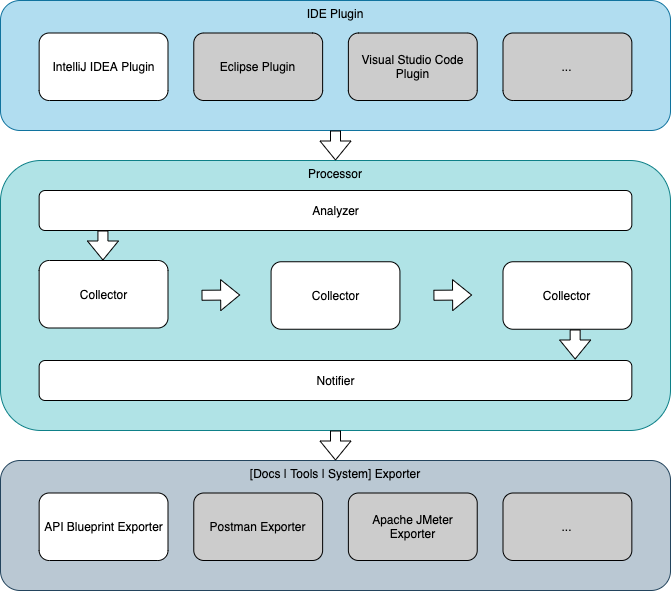 IDE Plugin
IntelliJ IDEA Plugin
Eclipse Plugin
Visual Studio Code
Plugin
...
Processor
Analyzer
Collector
Collector
Collector
Notifier
[Docs | Tools | System] Exporter
API Blueprint Exporter
Postman Exporter
Apache JMeter
Exporter
...